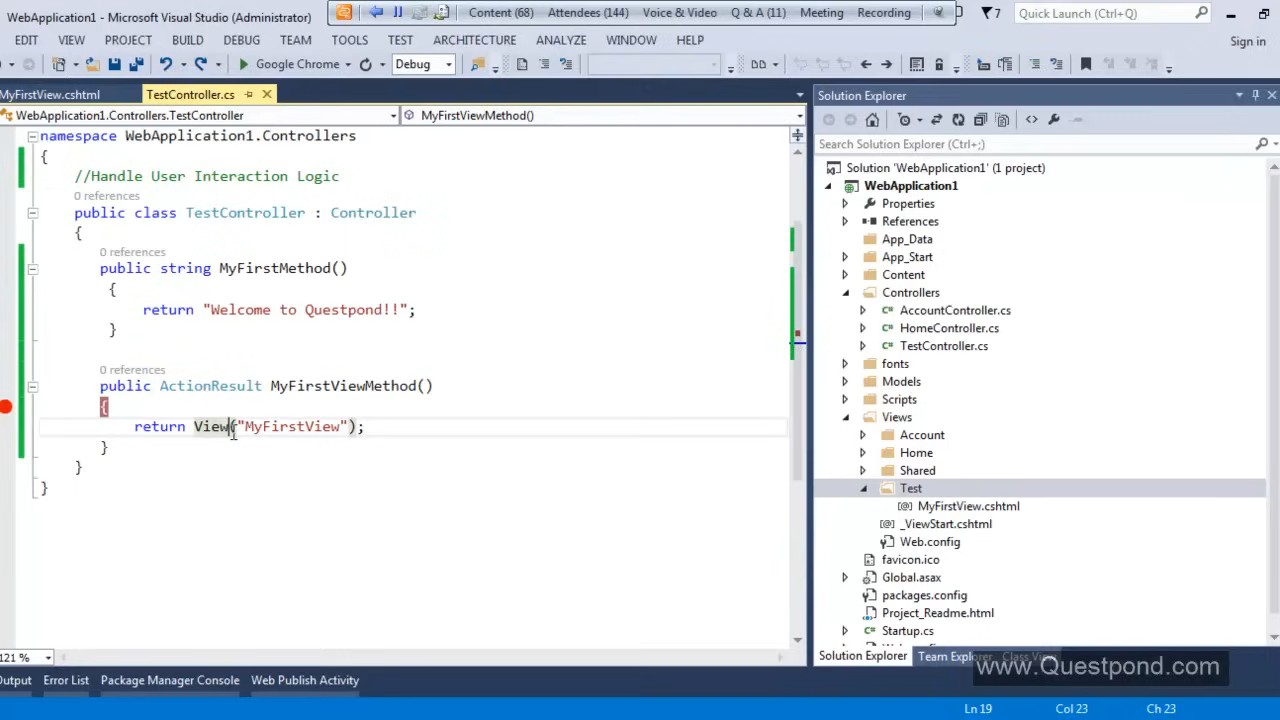 WebApplication1 - Microsoft Visual Studio (Administrator)
Content (68) Attendees (144) Voice & Video Q & A (11) Meeting Recording
7 Quick Launch (Ctrl+;)
EDIT VIEW PROJECT BUILD DEBUG TEAM TOOLS TEST ARCHITECTURE ANALYZE WINDOW HELP
Sign in
Google Chrome Debug
MyFirstView.cshtml TestController.cs
WebApplication1.Controllers.TestController MyFirstViewMethod()
namespace WebApplication1.Controllers
{
//Handle User Interaction Logic
0 references
public class TestController : Controller
{
0 references
public string MyFirstMethod()
{
return "Welcome to Questpond!!";
}
0 references
public ActionResult MyFirstViewMethod()
{
return View("MyFirstView");
}
}
}
121 %
Solution Explorer
Search Solution Explorer (Ctrl+;)
Solution 'WebApplication1' (1 project)
WebApplication1
Properties
References
App_Data
App_Start
Content
Controllers
AccountController.cs
HomeController.cs
TestController.cs
fonts
Models
Scripts
Views
Account
Home
Shared
Test
MyFirstView.cshtml
_ViewStart.cshtml
Web.config
favicon.ico
Global.asax
packages.config
Project_Readme.html
Startup.cs
Solution Explorer Team Explorer Class View
www.Questpond.com
Output Error List Package Manager Console Web Publish Activity
Ln 19 Col 23 Ch 23